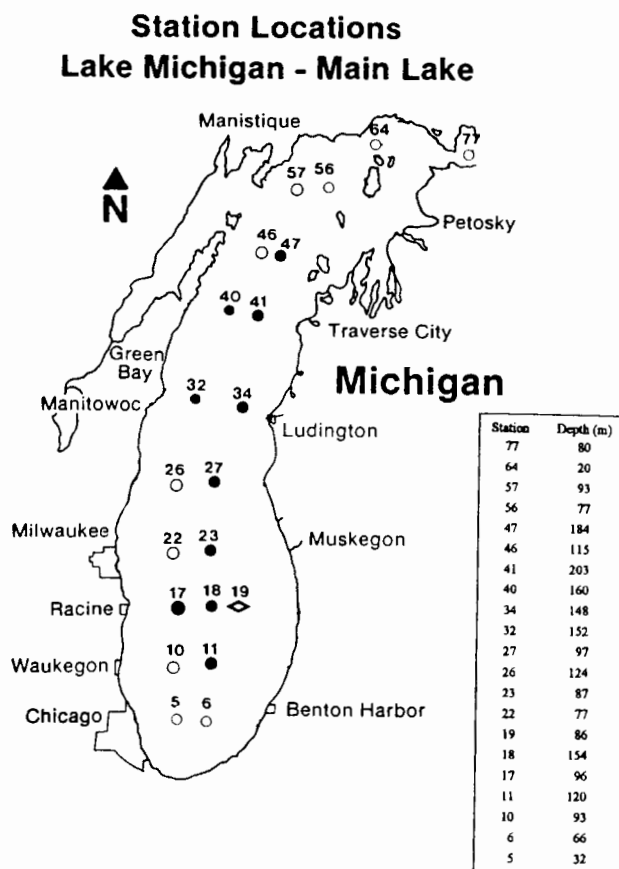 Station Locations
Lake Michigan - Main Lake
Manistique
64
77
57
56
N
Petosky
46
47
40
41
Traverse City
Green
Bay
Michigan
32
34
Manitowoc
Ludington
26
27
Milwaukee
22
23
Muskegon
17
18
19
Racine
10
11
Waukegon
Chicago
5
6
Benton Harbor
Station Depth (m)
77 80
64 20
57 93
56 77
47 184
46 115
41 203
40 160
34 148
32 152
27 97
26 124
23 87
22 77
19 86
18 154
17 96
11 120
10 93
6 66
5 32